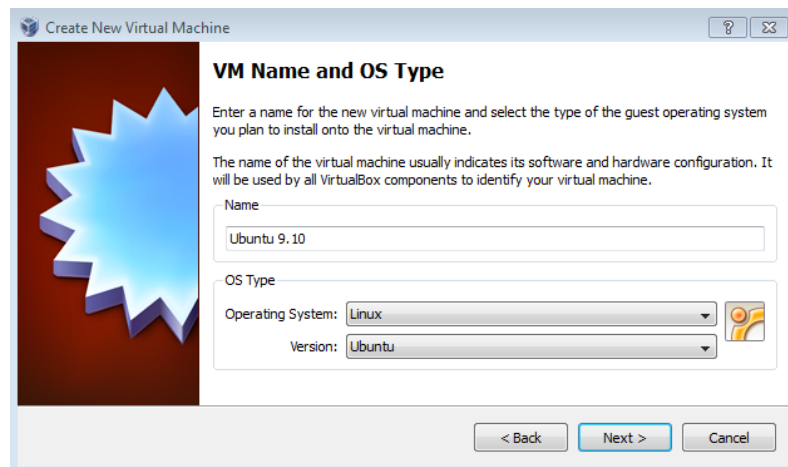 Create New Virtual Machine
VM Name and OS Type
Enter a name for the new virtual machine and select the type of the guest operating system
you plan to install onto the virtual machine.
The name of the virtual machine usually indicates its software and hardware configuration. It
will be used by all VirtualBox components to identify your virtual machine.
Name
Ubuntu 9.10
OS Type
Operating System: Linux
Version: Ubuntu
< Back Next > Cancel